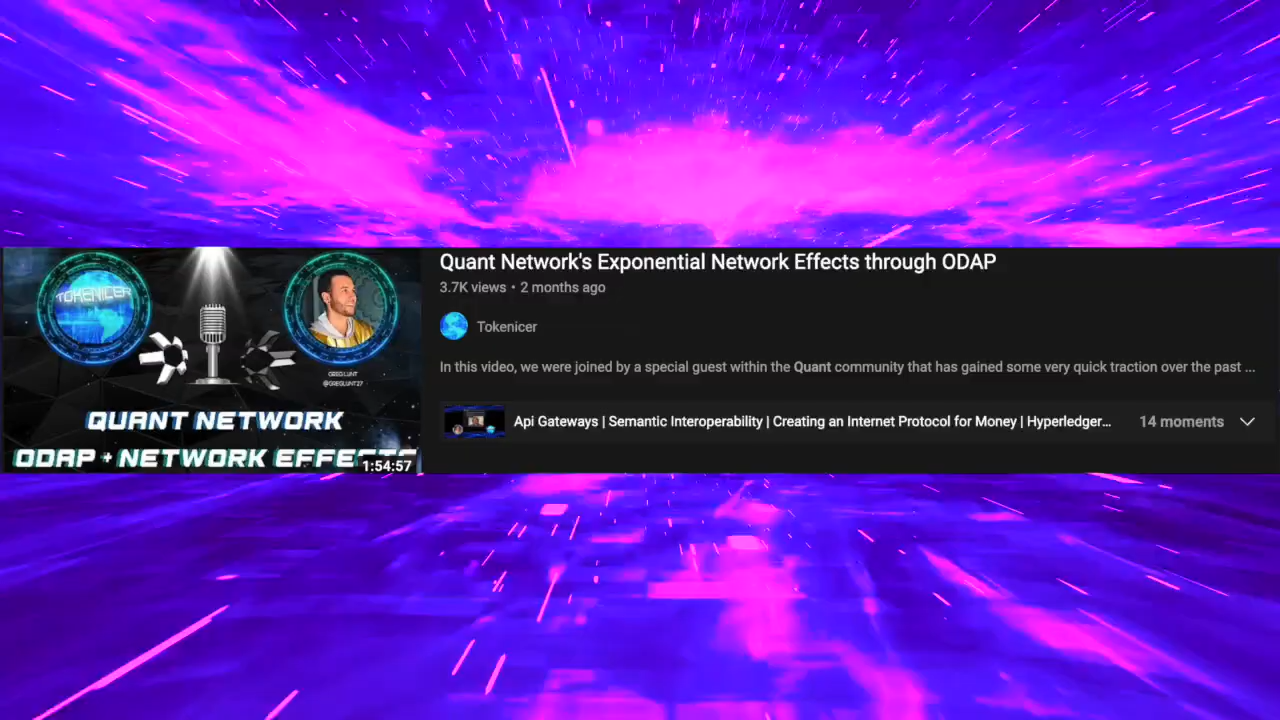 TOKENICER
GREG LUNT
@GREGLUNT27
QUANT NETWORK
ODAP + NETWORK EFFECTS
1:54:57
Quant Network's Exponential Network Effects through ODAP
3.7K views • 2 months ago
Tokenicer
In this video, we were joined by a special guest within the Quant community that has gained some very quick traction over the past ...
Api Gateways | Semantic Interoperability | Creating an Internet Protocol for Money | Hyperledger...
14 moments